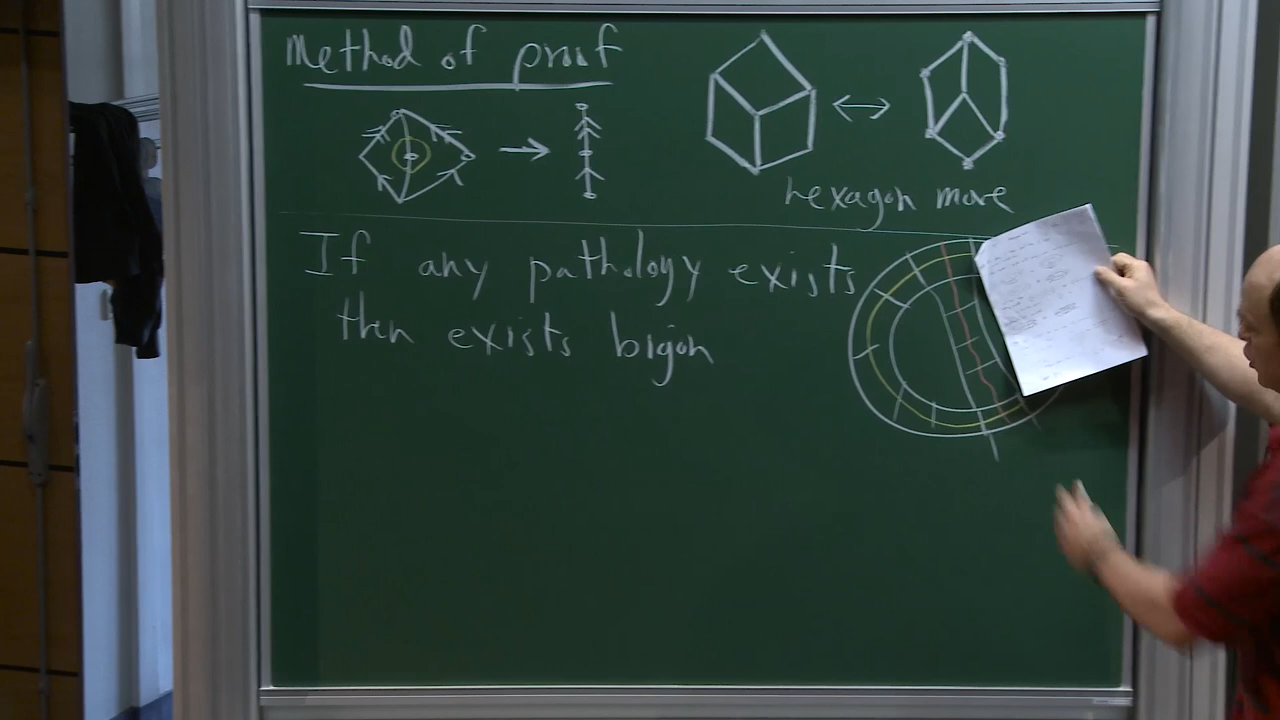 Method of proof
hexagon move
If any pathology exists
then exists bigon